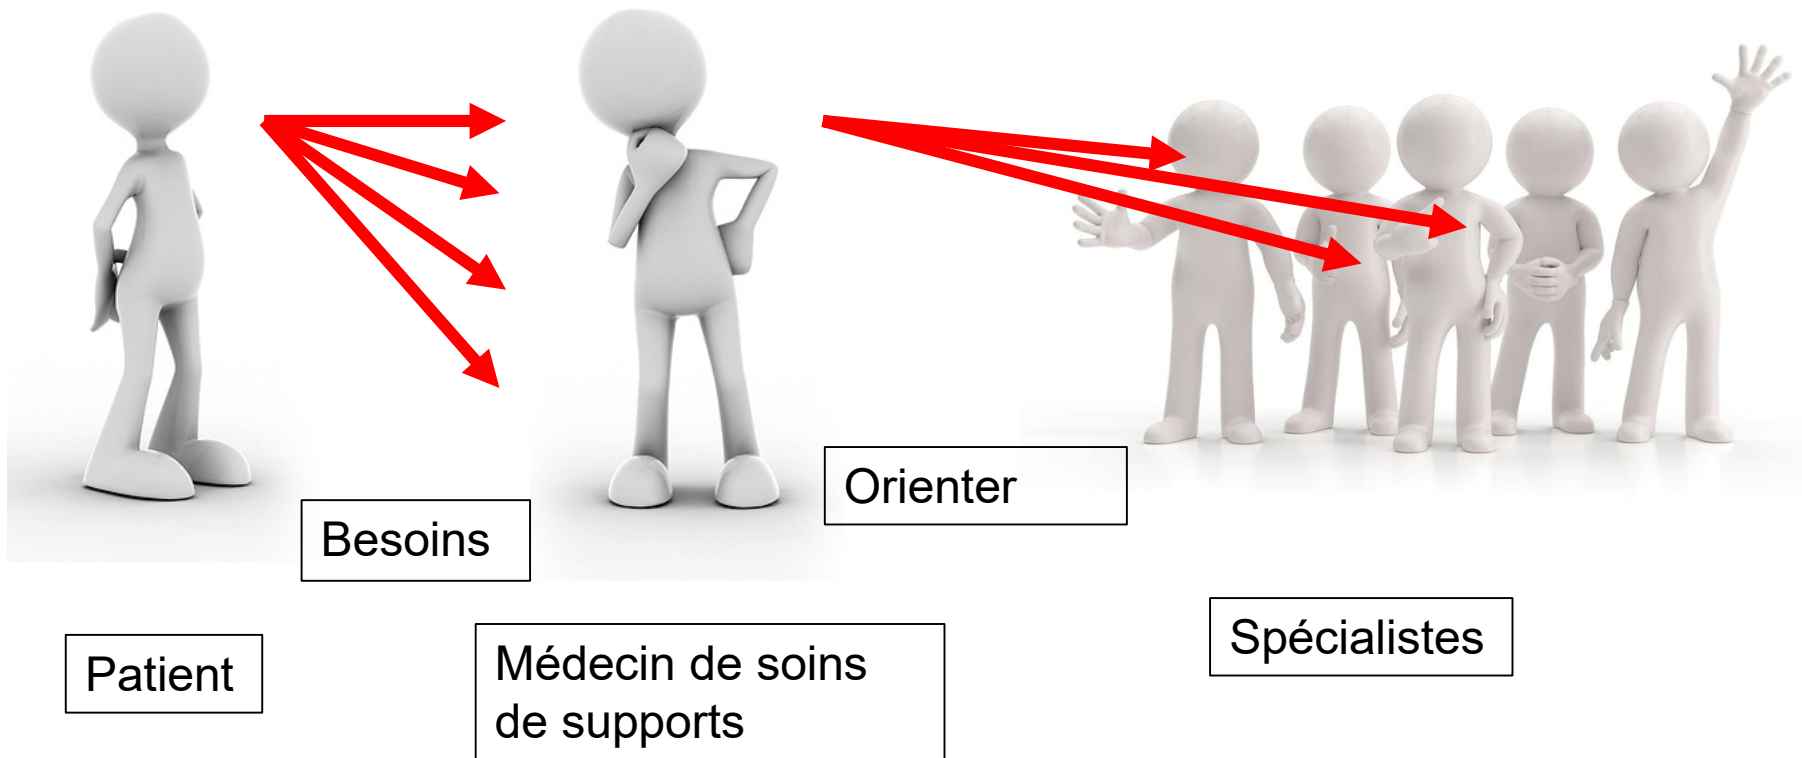 Orienter
Besoins
Patient
Médecin de soins
de supports
Spécialistes